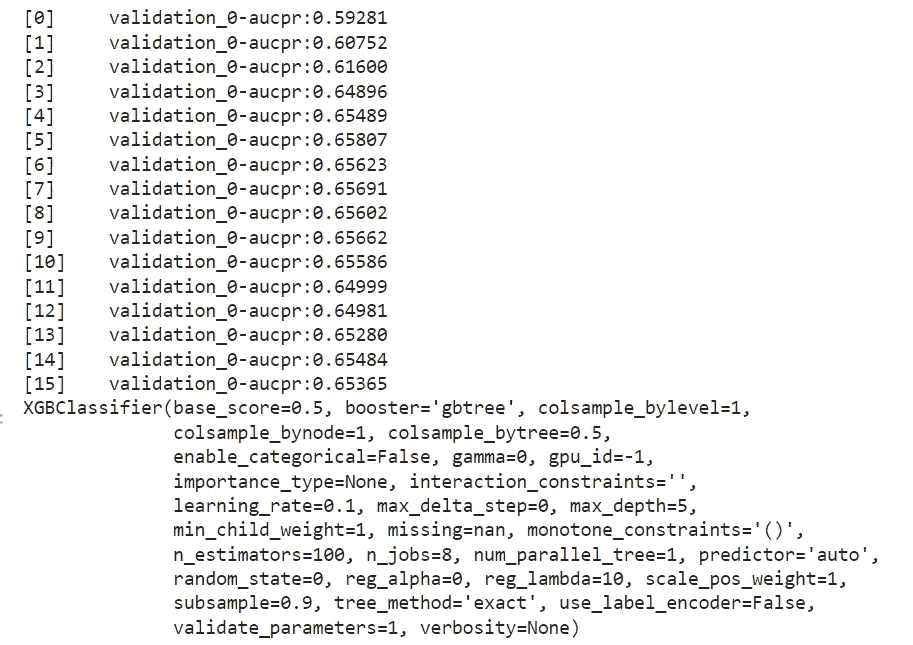 [0] validation_0-aucpr:0.59281
[1] validation_0-aucpr:0.60752
[2] validation_0-aucpr:0.61600
[3] validation_0-aucpr:0.64896
[4] validation_0-aucpr:0.65489
[5] validation_0-aucpr:0.65807
[6] validation_0-aucpr:0.65623
[7] validation_0-aucpr:0.65691
[8] validation_0-aucpr:0.65602
[9] validation_0-aucpr:0.65662
[10] validation_0-aucpr:0.65586
[11] validation_0-aucpr:0.64999
[12] validation_0-aucpr:0.64981
[13] validation_0-aucpr:0.65280
[14] validation_0-aucpr:0.65484
[15] validation_0-aucpr:0.65365
XGBClassifier(base_score=0.5, booster='gbtree', colsample_bylevel=1,
colsample_bynode=1, colsample_bytree=0.5,
enable_categorical=False, gamma=0, gpu_id=-1,
importance_type=None, interaction_constraints='',
learning_rate=0.1, max_delta_step=0, max_depth=5,
min_child_weight=1, missing=nan, monotone_constraints='()',
n_estimators=100, n_jobs=8, num_parallel_tree=1, predictor='auto',
random_state=0, reg_alpha=0, reg_lambda=10, scale_pos_weight=1,
subsample=0.9, tree_method='exact', use_label_encoder=False,
validate_parameters=1, verbosity=None)